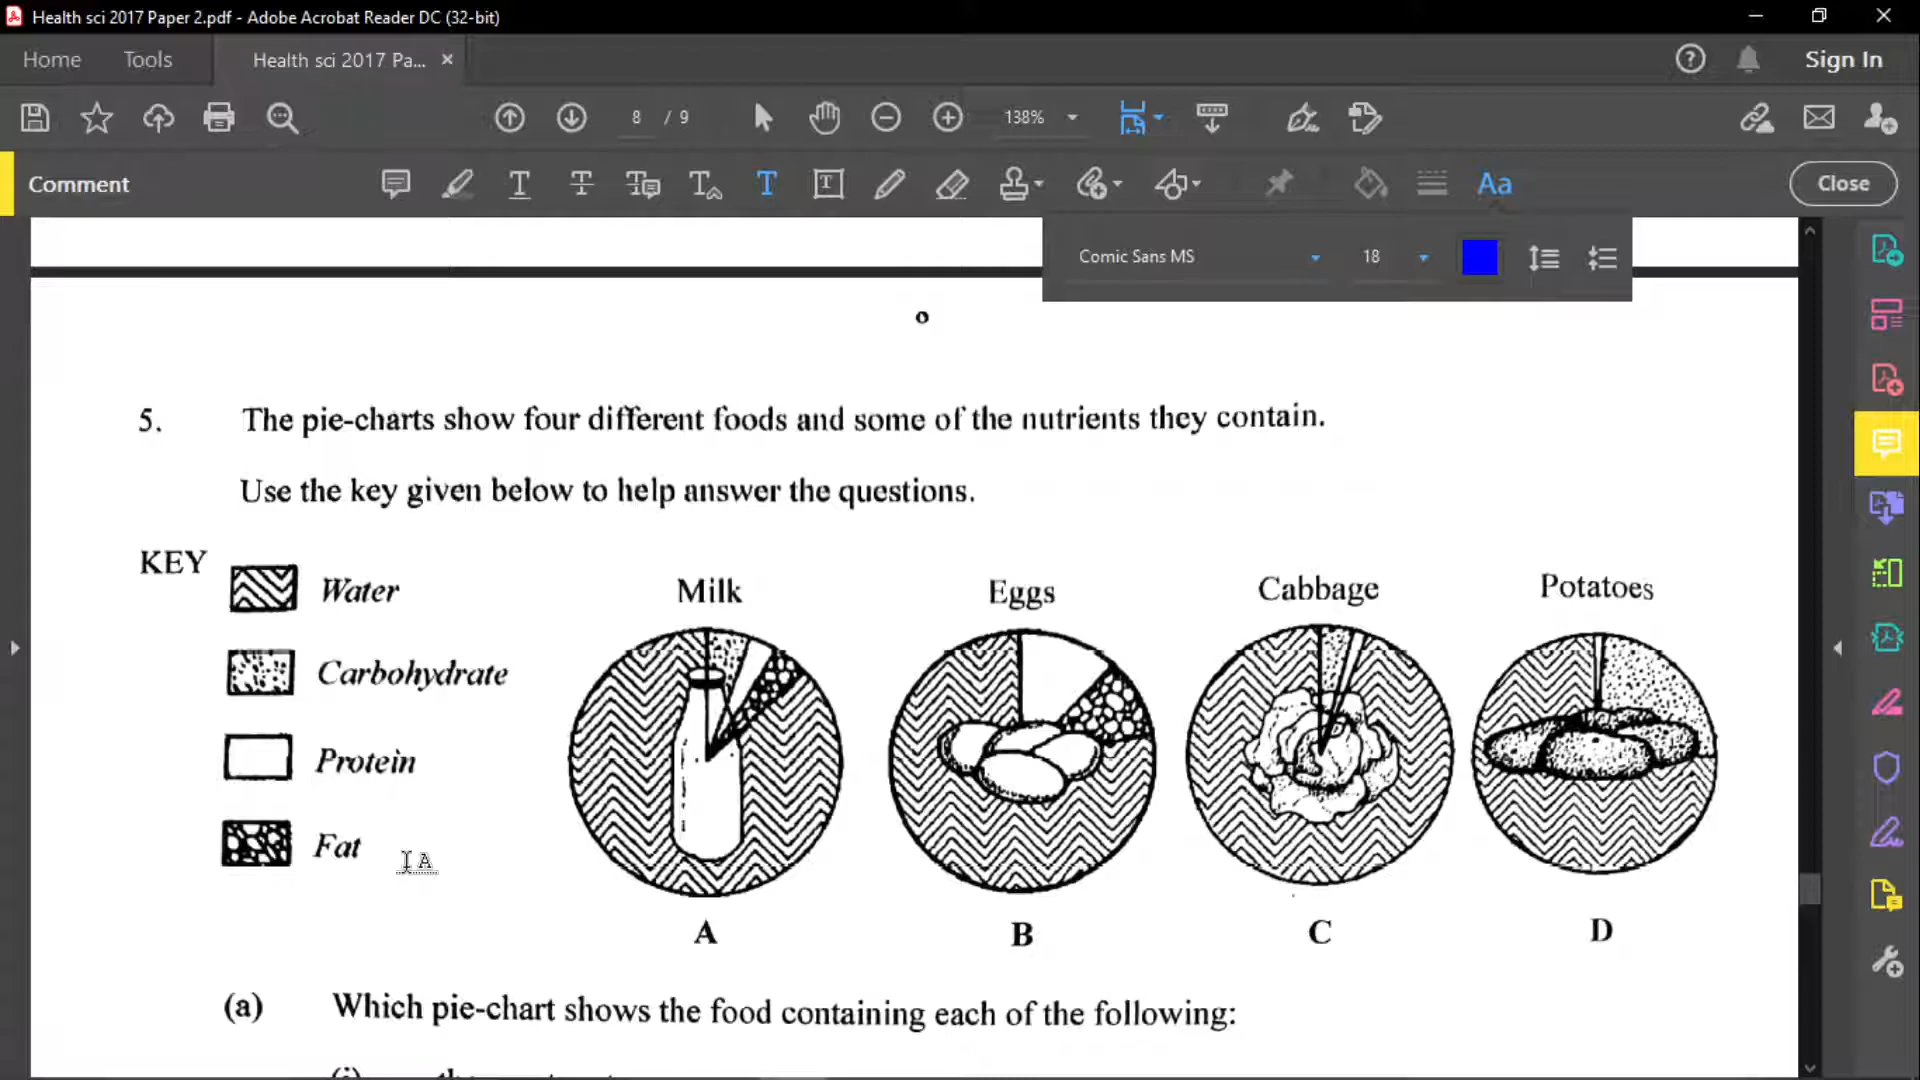 Health sci 2017 Paper 2.pdf - Adobe Acrobat Reader DC (32-bit)
Home
Tools
Health sci 2017 Pa...
Sign In
8 / 9
138%
Comment
Aa
Close
Comic Sans MS
18
5. The pie-charts show four different foods and some of the nutrients they contain.
Use the key given below to help answer the questions.
KEY
Water
Carbohydrate
Protein
Fat
Milk
Eggs
Cabbage
Potatoes
A
B
C
D
(a) Which pie-chart shows the food containing each of the following: